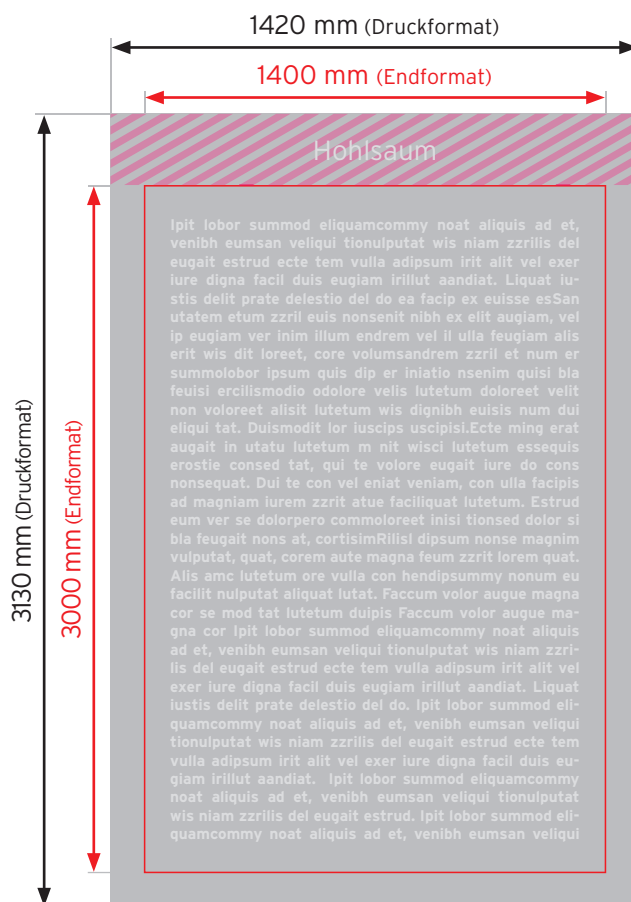 1420 mm (Druckformat)
1400 mm (Endformat)
Hohlsaum
3130 mm (Druckformat)
3000 mm (Endformat)
Ipit lobor summod eliquamcommy noat aliquis ad et,
venibh eumsan veliqui tionulputat wis niam zzrilis del
eugait estrud ecte tem vulla adipsum irit alit vel exer
iure digna facil duis eugiam irillut aandiat. Liquat iu-
stis delit prate delestio del do ea facip ex euisse esSan
utatem etum zzril euis nonsenit nibh ex elit augiam, vel
ip eugiam ver inim illum endrem vel il ulla feugiam alis
erit wis dit loreet, core volumsandrem zzril et num er
summolobor ipsum quis dip er iniatio nsenim quisi bla
feuisi ercilismodio odolore velis lutetum doloreet velit
non voloreet alisit lutetum wis dignibh euisis num dui
eliqui tat. Duismodit lor iuscips uscipisi.Ecte ming erat
augait in utatu lutetum m nit wisci lutetum essequis
erostie consed tat, qui te volore eugait iure do cons
nonsequat. Dui te con vel eniat veniam, con ula facipis
ad magniam iurem zzrit atue faciliquat lutetum. Estrud
eum ver se dolorpero commoloreet inisi tionsed dolor si
bla feugait nons at, cortisimRilisl dipsum nonse magnim
vulputat, quat, corem aute magna feum zzrit lorem quat.
Alis amc lutetum ore vulla con hendipsummy nonum eu
facilit nulputat aliquat lutat. Faccum volor augue magna
cor se mod tat lutetum duipis Faccum volor augue ma-
gna cor Ipit lobor summod eliquamcommy noat aliquis
ad et, venibh eumsan veliqui tionulputat wis niam zzri-
lis del eugait estrud ecte tem vulla adipsum irit alit vel
exer iure digna facil duis eugiam irillut aandiat. Liquat
iustis delit prate delestio del do. Ipit lobor summod eli-
quamcommy noat aliquis ad et, venibh eumsan veliqui
tionulputat wis niam zzrilis del eugait estrud ecte tem
vulla adipsum irit alit vel exer iure digna facil duis eu-
giam irillut aandiat. Ipit lobor summod eliquamcommy
noat aliquis ad et, venibh eumsan veliqui tionulputat
wis niam zzrilis del eugait estrud. Ipit lobor summod eli-
quamcommy noat aliquis ad et, venibh eumsan veliqui